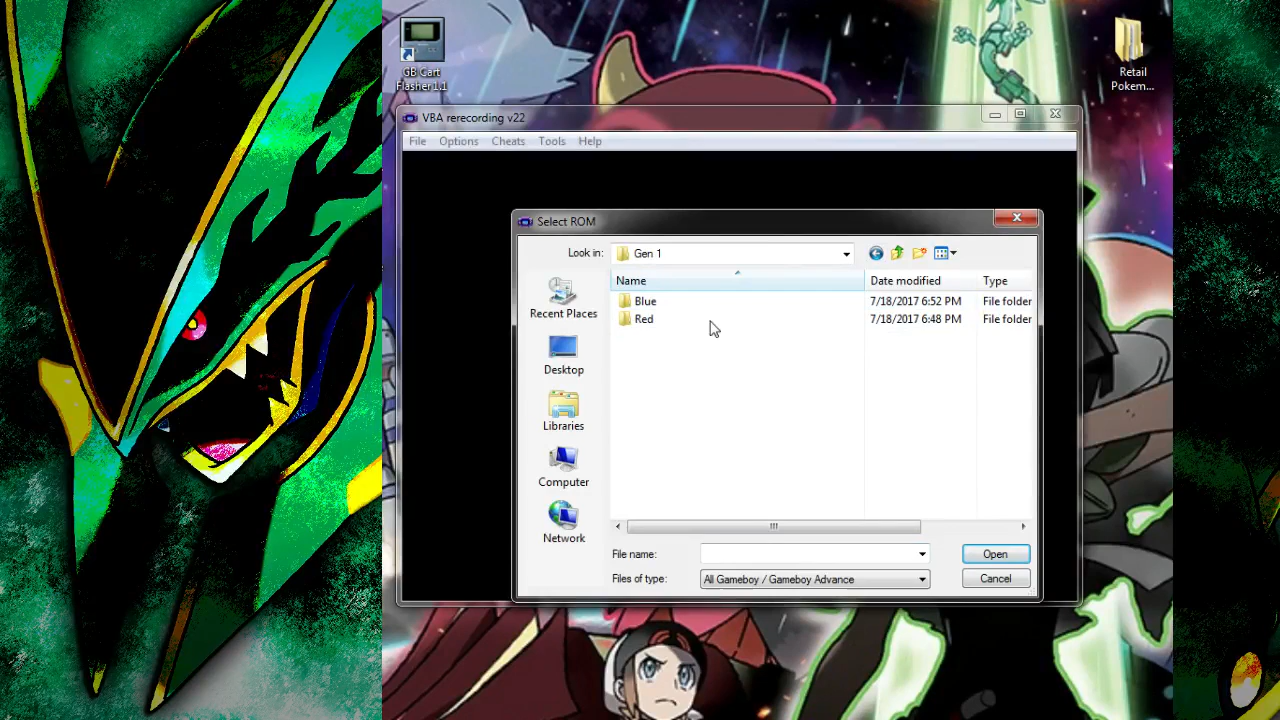 GB Cart
Flasher 1.1
Retail
Pokem...
VBA rerecording v22
File Options Cheats Tools Help
Select ROM
Look in: Gen 1
Name Date modified Type
Blue 7/18/2017 6:52 PM File folder
Red 7/18/2017 6:48 PM File folder
Recent Places
Desktop
Libraries
Computer
Network
File name: Open
Files of type: All Gameboy / Gameboy Advance Cancel